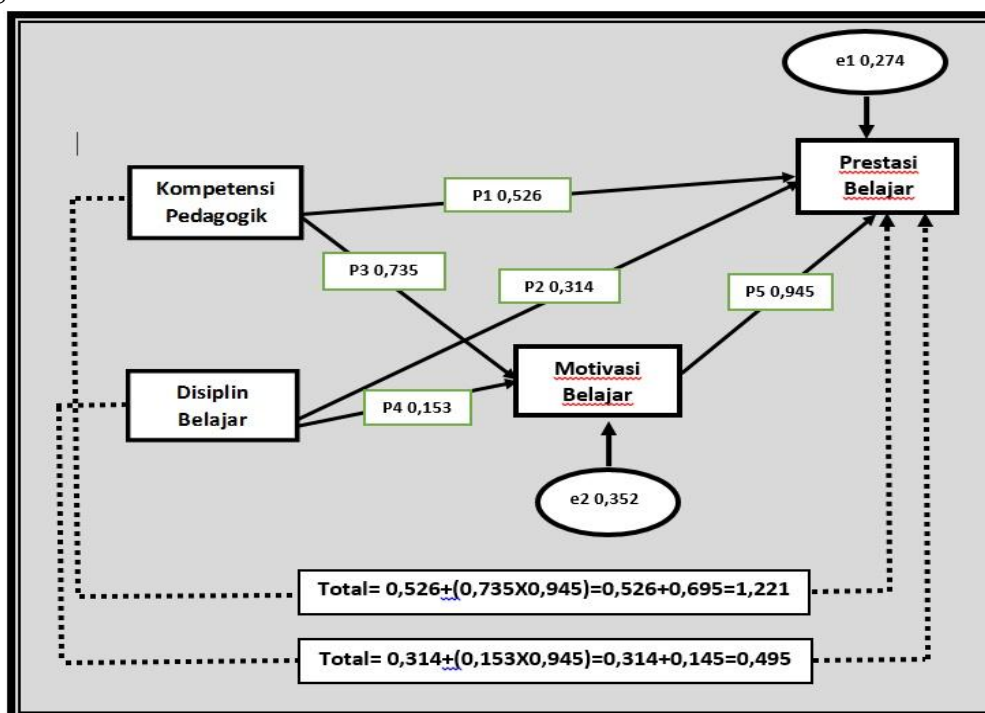 e1 0,274
Prestasi
Belajar
Kompetensi
Pedagogik
P1 0,526
P3 0,735
P2 0,314
P5 0,945
Motivasi
Belajar
Disiplin
Belajar
P4 0,153
e2 0,352
Total= 0,526+(0,735X0,945)=0,526+0,695=1,221
Total= 0,314+(0,153X0,945)=0,314+0,145=0,495